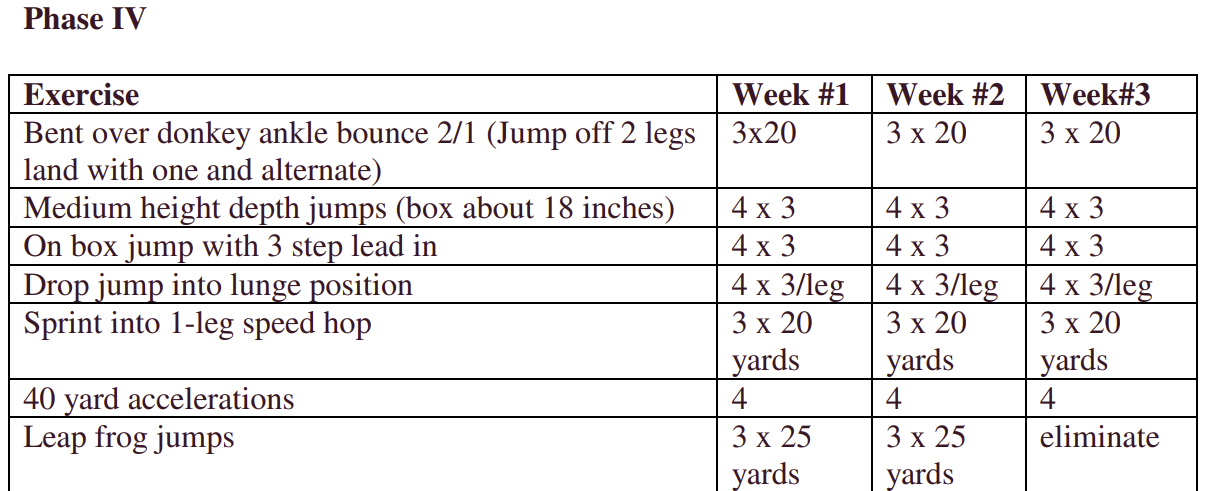 Phase IV
Exercise Week #1 Week #2 Week#3
Bent over donkey ankle bounce 2/1 (Jump off 2 legs 3x20 3 x 20 3 x 20
land with one and alternate)
Medium height depth jumps (box about 18 inches) 4 x 3 4 x 3 4 x 3
On box jump with 3 step lead in 4 x 3 4 x 3 4 x 3
Drop jump into lunge position 4 x 3/leg 4 x 3/leg 4 x 3/leg
Sprint into 1-leg speed hop 3 x 20 3 x 20 3 x 20
yards yards yards
40 yard accelerations 4 4 4
Leap frog jumps 3 x 25 3 x 25 eliminate
yards yards